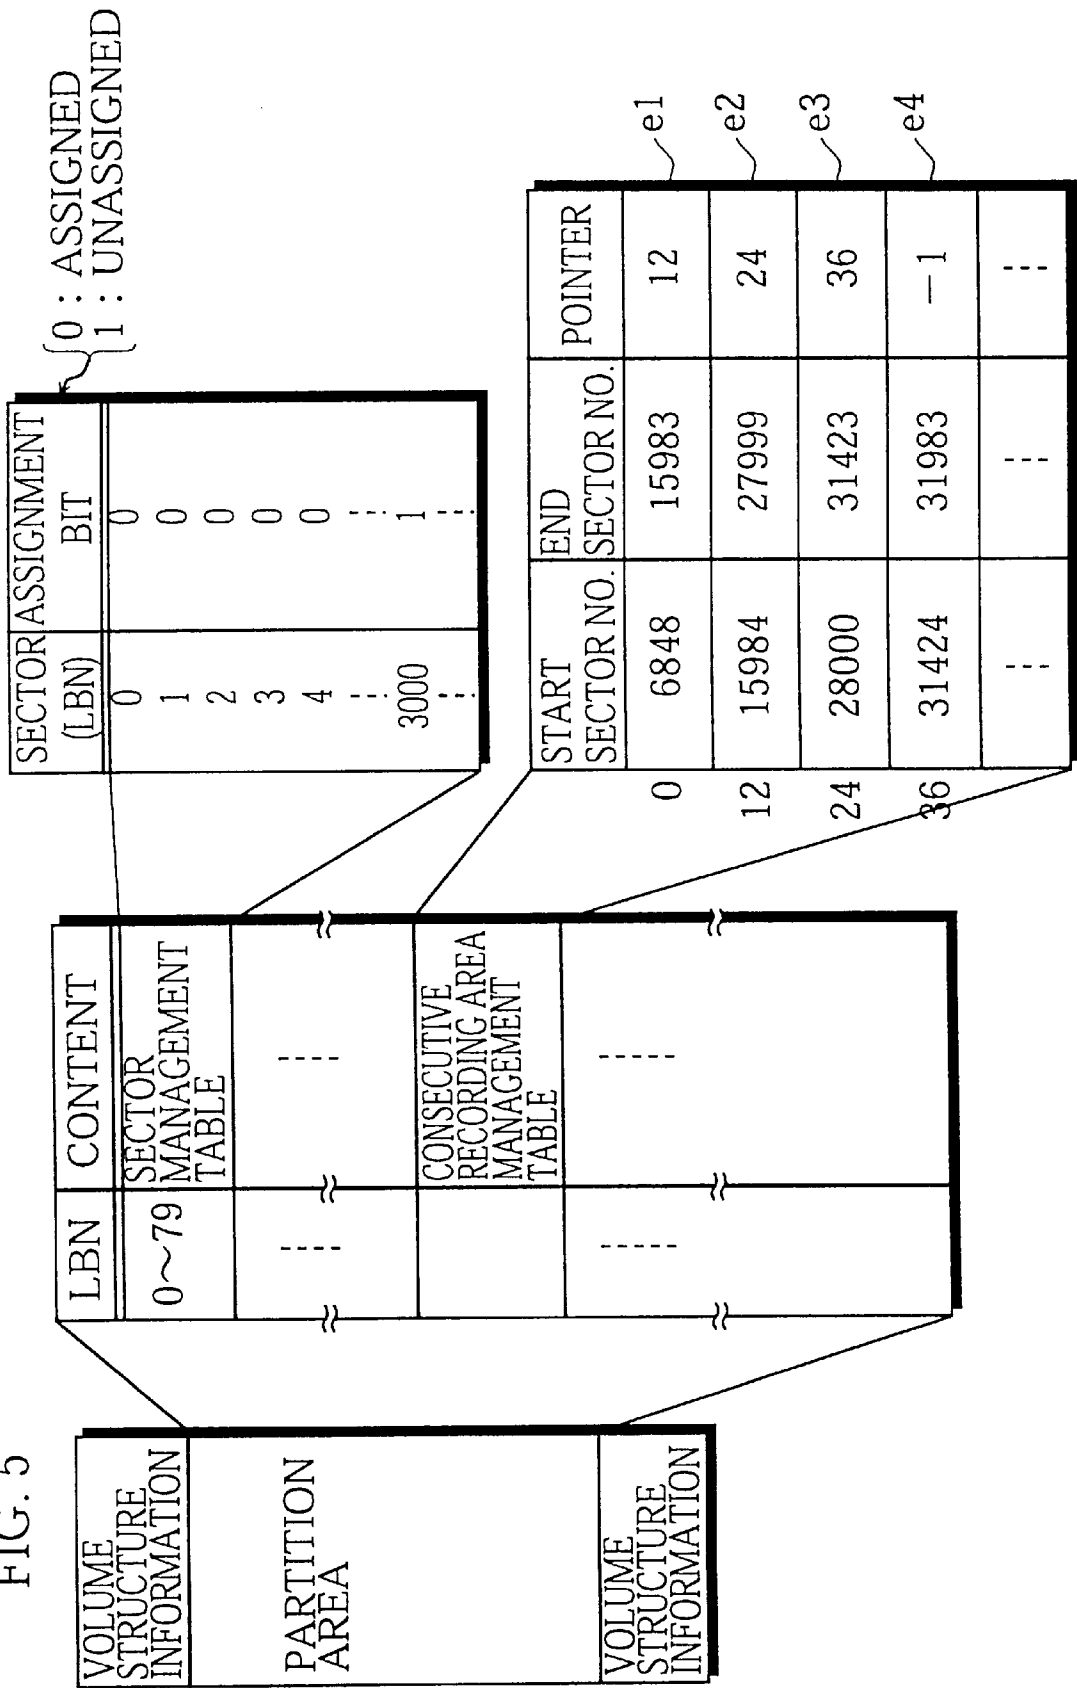 FIG. 5
VOLUME
STRUCTURE
INFORMATION
PARTITION
AREA
VOLUME
STRUCTURE
INFORMATION
LBN CONTENT
0~79 SECTOR
MANAGEMENT
TABLE
----- -----
CONSECUTIVE
RECORDING AREA
MANAGEMENT
TABLE
------ ------
SECTOR ASSIGNMENT
(LBN) BIT
0 0
1 0
2 0
3 0
4 0
--- ---
3000 1
--- ---
0 : ASSIGNED
1 : UNASSIGNED
START END POINTER
SECTOR NO. SECTOR NO.
0 6848 15983 12 e1
12 15984 27999 24 e2
24 28000 31423 36 e3
36 31424 31983 −1 e4
--- --- ---